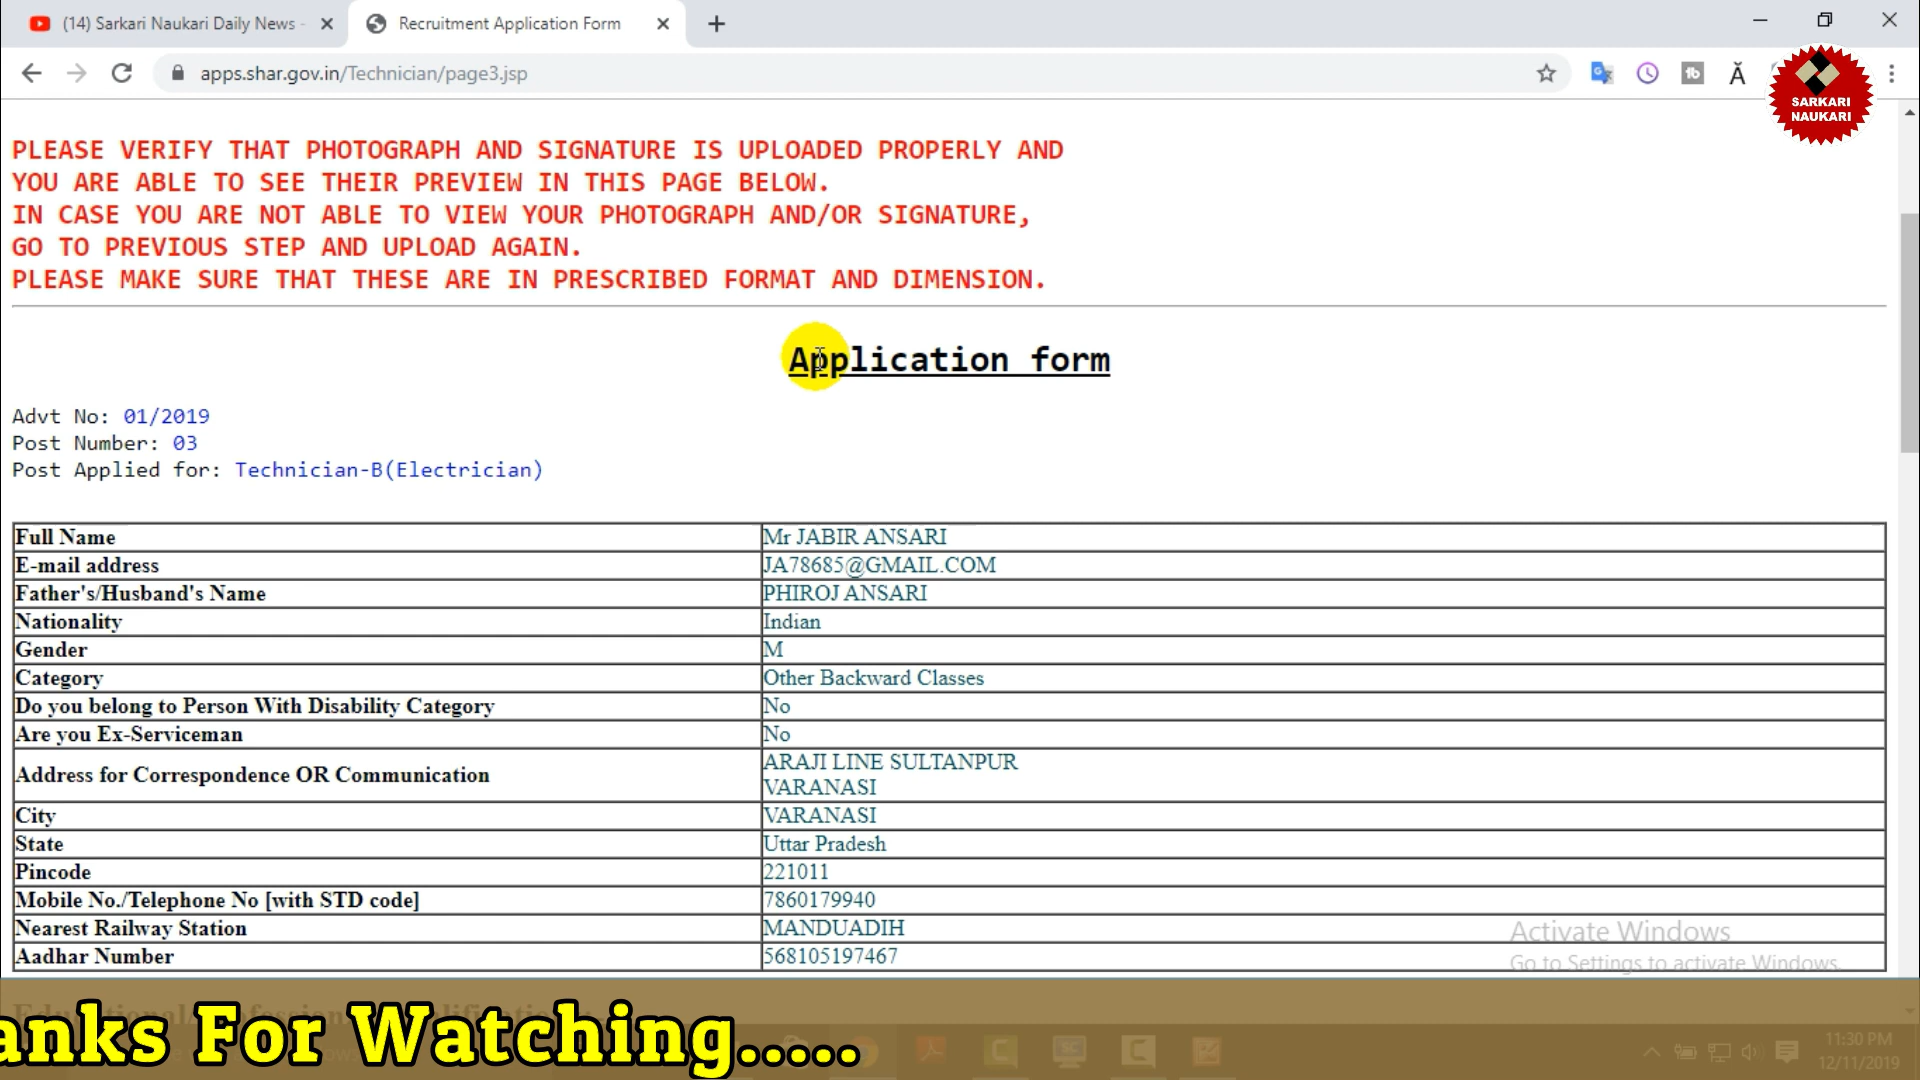 (14) Sarkari Naukari Daily News -
Recruitment Application Form
apps.shar.gov.in/Technician/page3.jsp
SARKARI
NAUKARI
PLEASE VERIFY THAT PHOTOGRAPH AND SIGNATURE IS UPLOADED PROPERLY AND
YOU ARE ABLE TO SEE THEIR PREVIEW IN THIS PAGE BELOW.
IN CASE YOU ARE NOT ABLE TO VIEW YOUR PHOTOGRAPH AND/OR SIGNATURE,
GO TO PREVIOUS STEP AND UPLOAD AGAIN.
PLEASE MAKE SURE THAT THESE ARE IN PRESCRIBED FORMAT AND DIMENSION.
Application form
Advt No: 01/2019
Post Number: 03
Post Applied for: Technician-B(Electrician)
Full Name Mr JABIR ANSARI
E-mail address JA78685@GMAIL.COM
Father's/Husband's Name PHIROJ ANSARI
Nationality Indian
Gender M
Category Other Backward Classes
Do you belong to Person With Disability Category No
Are you Ex-Serviceman No
Address for Correspondence OR Communication ARAJI LINE SULTANPUR
VARANASI
City VARANASI
State Uttar Pradesh
Pincode 221011
Mobile No./Telephone No [with STD code] 7860179940
Nearest Railway Station MANDUADIH
Aadhar Number 568105197467
Activate Windows
Go to Settings to activate Windows.
anks For Watching.....
11:30 PM
12/11/2019